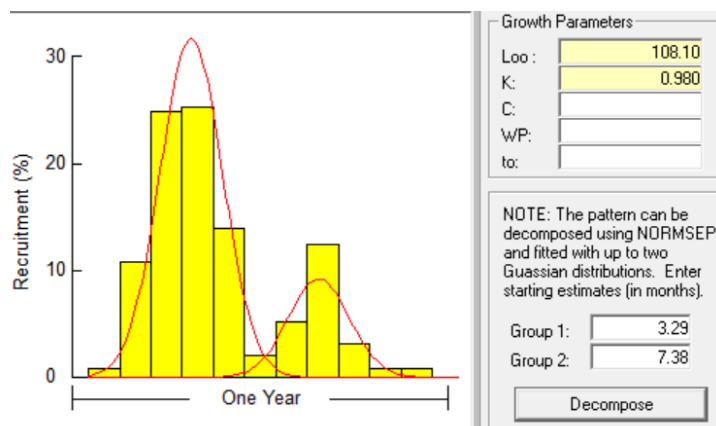 30
20
10
0
Recruitment (%)
One Year
Growth Parameters
Loo : 108.10
K: 0.980
C:
WP:
to:
NOTE: The pattern can be
decomposed using NORMSEP
and fitted with up to two
Guassian distributions. Enter
starting estimates (in months).
Group 1: 3.29
Group 2: 7.38
Decompose